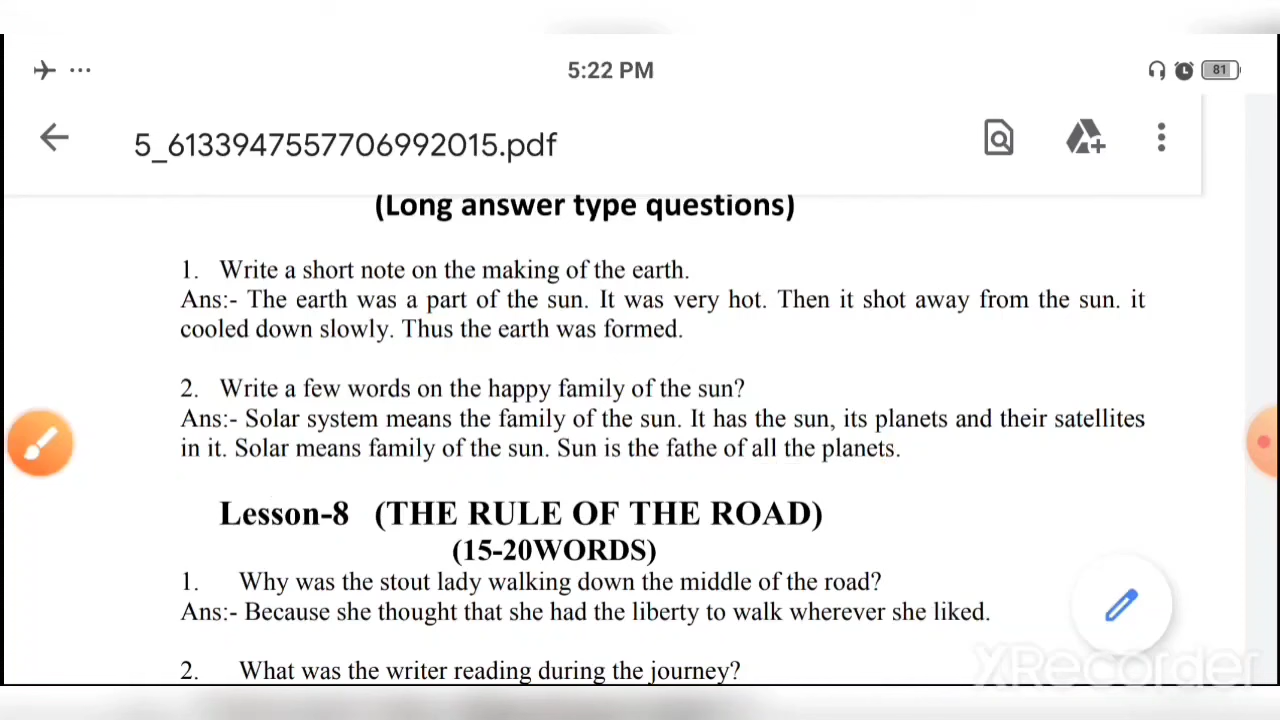 5:22 PM
81
5_6133947557706992015.pdf
(Long answer type questions)
1. Write a short note on the making of the earth.
Ans:- The earth was a part of the sun. It was very hot. Then it shot away from the sun. it
cooled down slowly. Thus the earth was formed.
2. Write a few words on the happy family of the sun?
Ans:- Solar system means the family of the sun. It has the sun, its planets and their satellites
in it. Solar means family of the sun. Sun is the fathe of all the planets.
Lesson-8 (THE RULE OF THE ROAD)
(15-20WORDS)
1. Why was the stout lady walking down the middle of the road?
Ans:- Because she thought that she had the liberty to walk wherever she liked.
2. What was the writer reading during the journey?
XRecorder